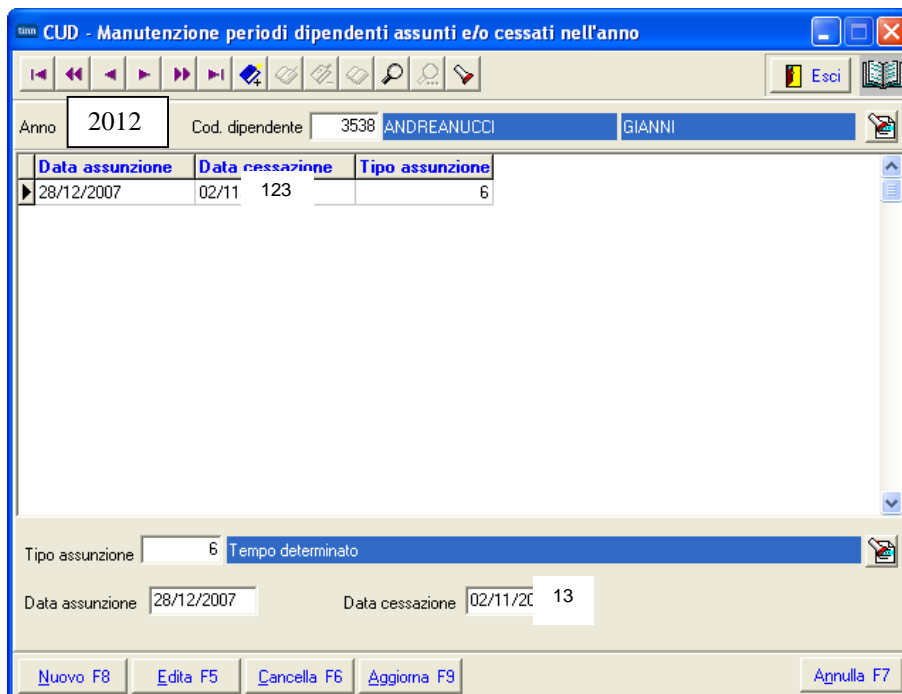 tinn CUD - Manutenzione periodi dipendenti assunti e/o cessati nell'anno
Esci
Anno 2012 Cod. dipendente 3538 ANDREANUCCI GIANNI
Data assunzione Data cessazione Tipo assunzione
28/12/2007 02/11 123 6
Tipo assunzione 6 Tempo determinato
Data assunzione 28/12/2007 Data cessazione 02/11/20 13
Nuovo F8 Edita F5 Cancella F6 Aggiorna F9 Annulla F7